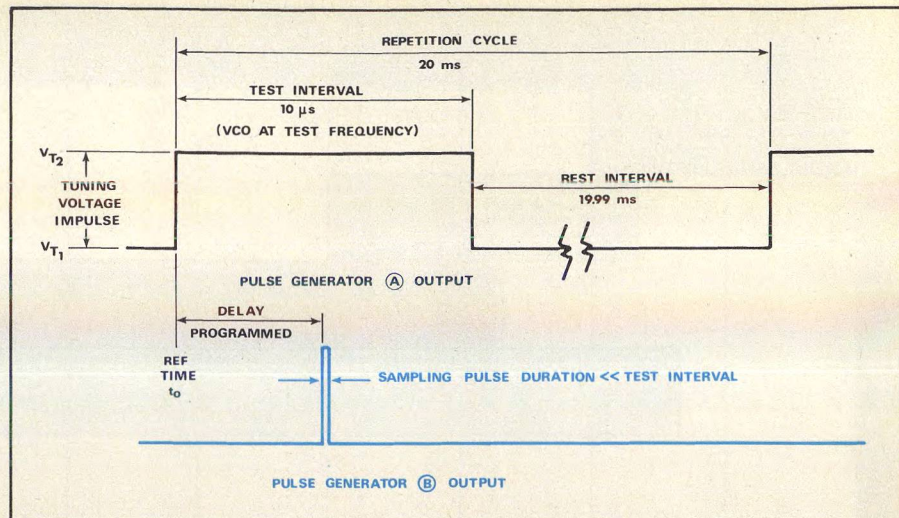 REPETITION CYCLE
20 ms
TEST INTERVAL
10 µs
(VCO AT TEST FREQUENCY)
VT2
TUNING
VOLTAGE
IMPULSE
VT1
REST INTERVAL
19.99 ms
PULSE GENERATOR Ⓐ OUTPUT
DELAY
PROGRAMMED
REF
TIME
to
SAMPLING PULSE DURATION << TEST INTERVAL
PULSE GENERATOR Ⓑ OUTPUT